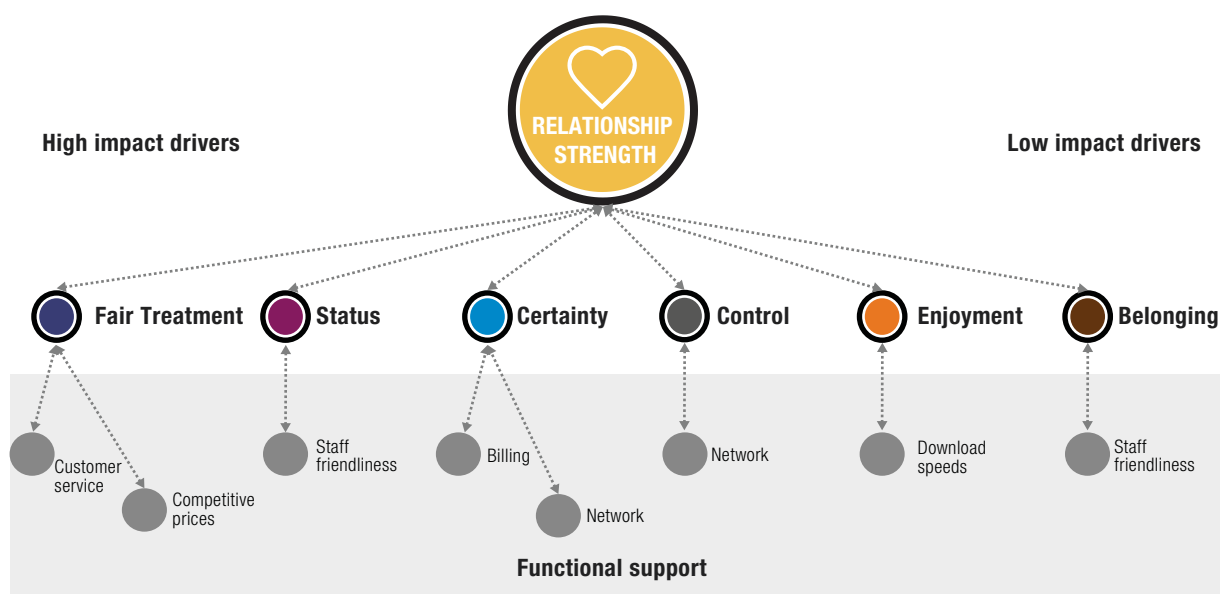 RELATIONSHIP
STRENGTH
High impact drivers
Low impact drivers
Fair Treatment
Status
Certainty
Control
Enjoyment
Belonging
Customer
service
Competitive
prices
Staff
friendliness
Billing
Network
Network
Download
speeds
Staff
friendliness
Functional support